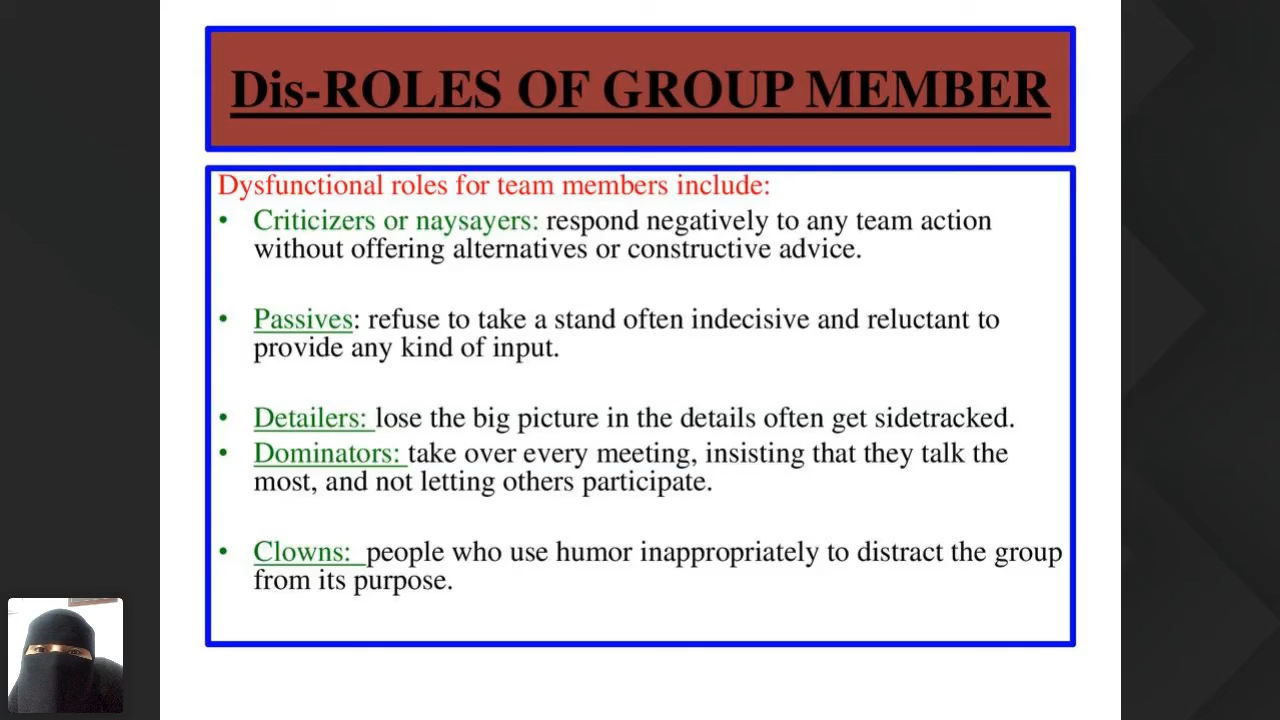 Dis-ROLES OF GROUP MEMBER
Dysfunctional roles for team members include:
• Criticizers or naysayers: respond negatively to any team action
without offering alternatives or constructive advice.
• Passives: refuse to take a stand often indecisive and reluctant to
provide any kind of input.
• Detailers: lose the big picture in the details often get sidetracked.
• Dominators: take over every meeting, insisting that they talk the
most, and not letting others participate.
• Clowns: people who use humor inappropriately to distract the group
from its purpose.